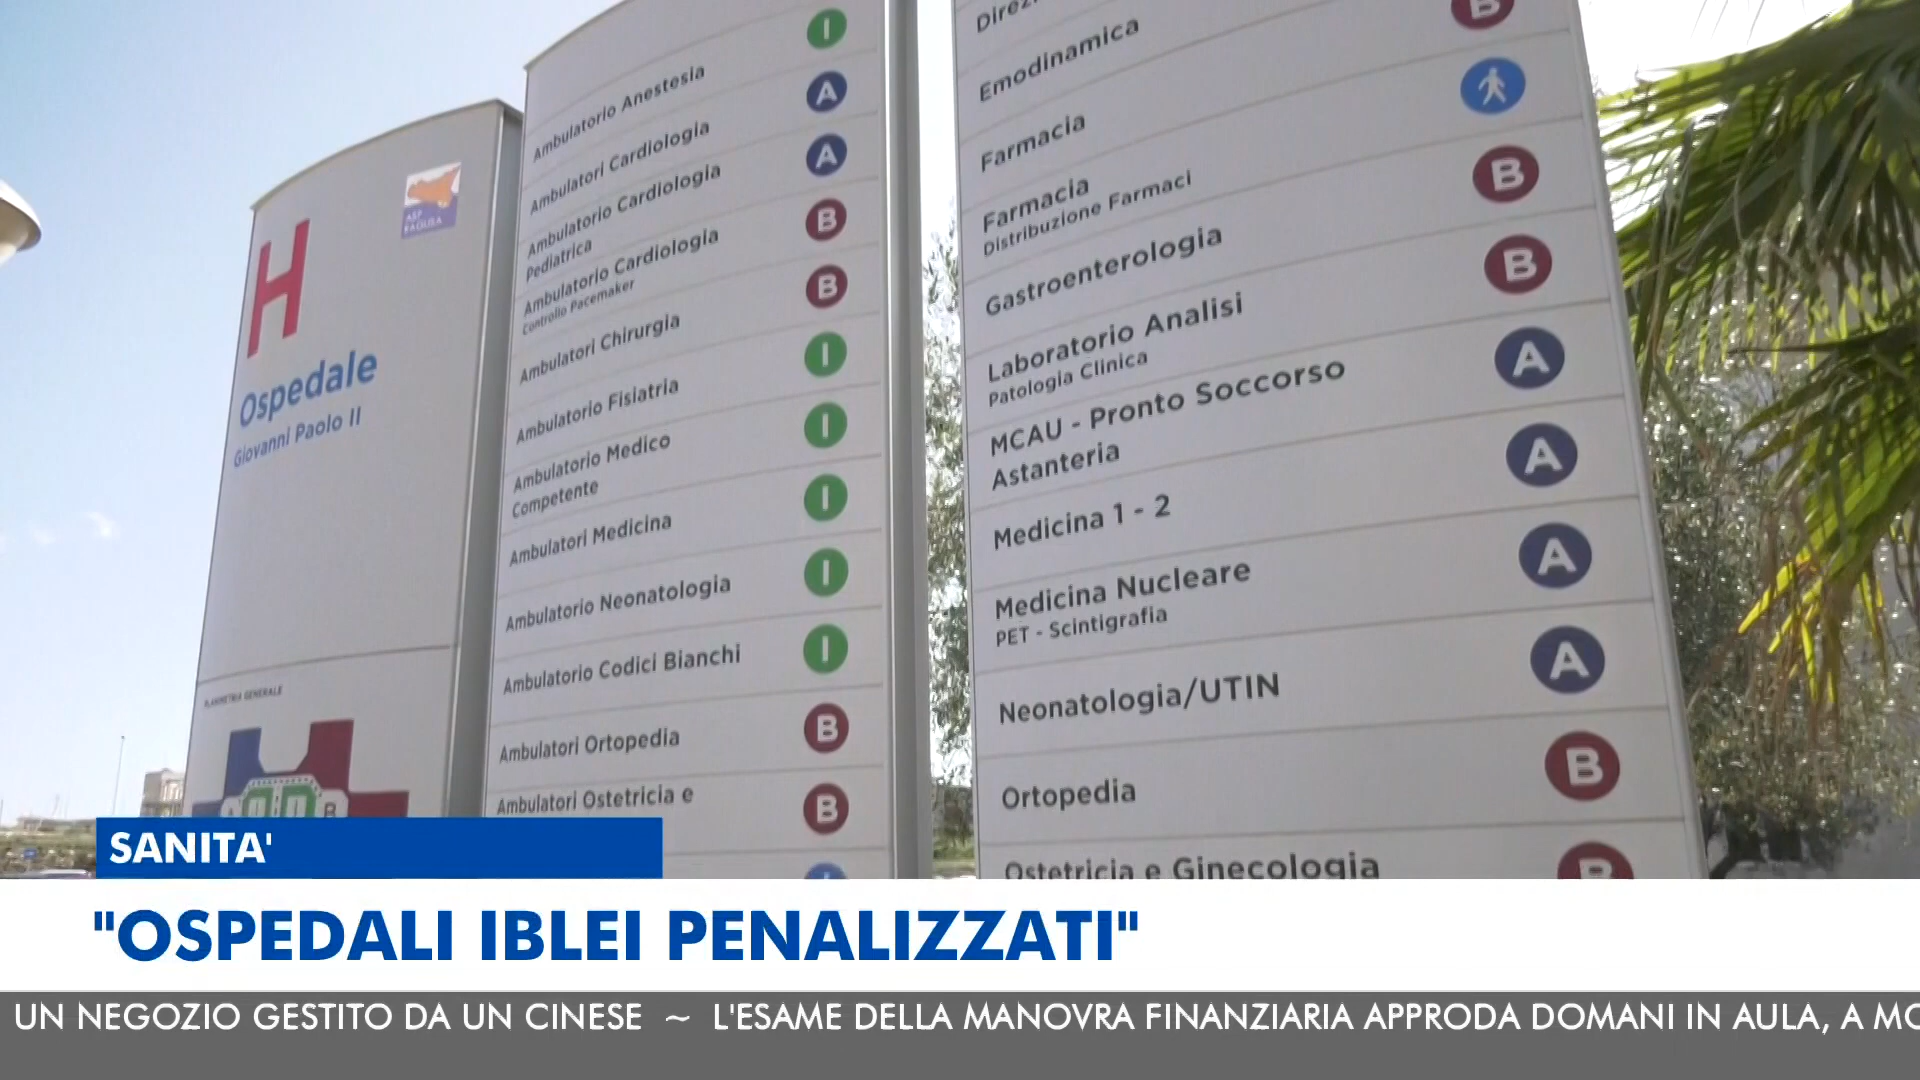 H
Ospedale
Giovanni Paolo II
ASP
RAGUSA
PLANIMETRIA GENERALE
A
B
Ambulatorio Anestesia I
Ambulatori Cardiologia A
Ambulatorio Cardiologia A
Pediatrica
Ambulatorio Cardiologia B
Controllo Pacemaker
Ambulatori Chirurgia B
Ambulatorio Fisiatria I
Ambulatorio Medico I
Competente
Ambulatori Medicina I
Ambulatorio Neonatologia I
Ambulatorio Codici Bianchi I
Ambulatori Ortopedia B
Ambulatori Ostetricia e B
Emodinamica B
Farmacia
Farmacia B
Distribuzione Farmaci
Gastroenterologia B
Laboratorio Analisi A
Patologia Clinica
MCAU - Pronto Soccorso A
Astanteria
Medicina 1 - 2 A
Medicina Nucleare A
PET - Scintigrafia
Neonatologia/UTIN B
Ortopedia B
Ostetricia e Ginecologia
SANITA'
"OSPEDALI IBLEI PENALIZZATI"
UN NEGOZIO GESTITO DA UN CINESE ~ L'ESAME DELLA MANOVRA FINANZIARIA APPRODA DOMANI IN AULA, A MO